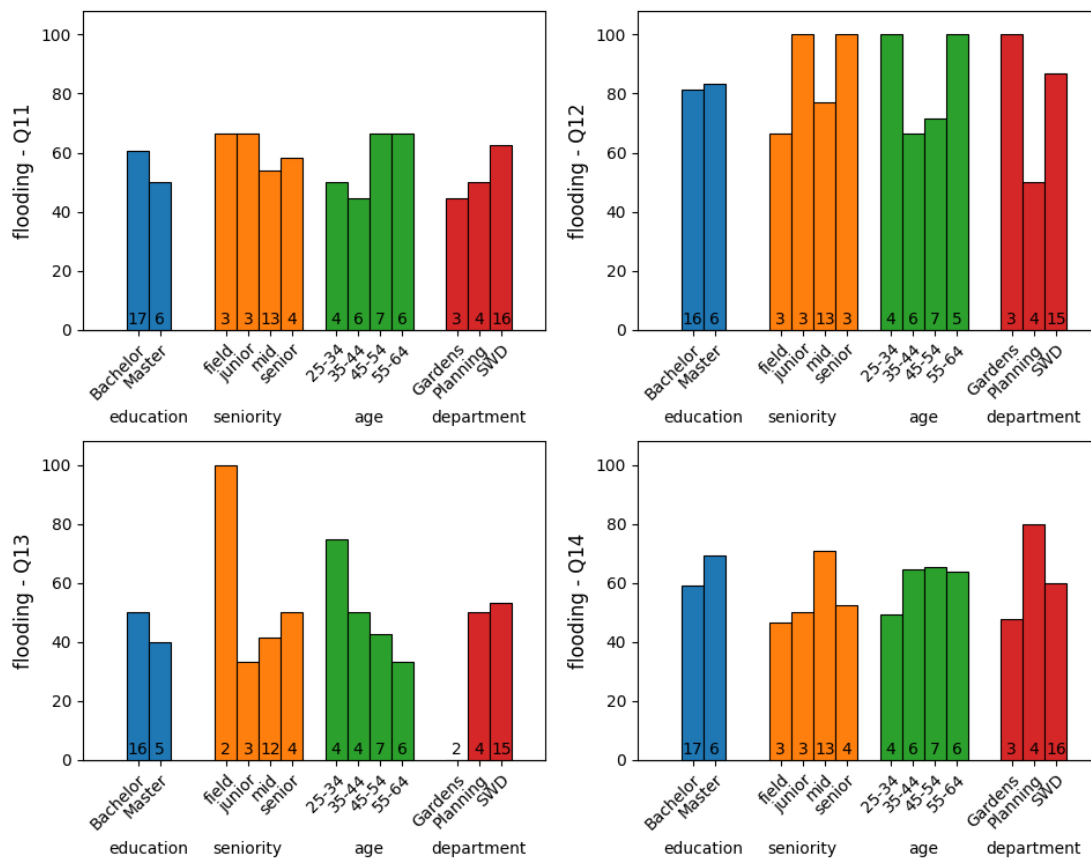 flooding - Q11
100
80
60
40
20
0
17 6 3 3 13 4 4 6 7 6 3 4 16
Bachelor Master field junior mid senior 25-34 35-44 45-54 55-64 Gardens Planning SWD
education seniority age department
flooding - Q12
100
80
60
40
20
0
16 6 3 3 13 3 4 6 7 5 3 4 15
Bachelor Master field junior mid senior 25-34 35-44 45-54 55-64 Gardens Planning SWD
education seniority age department
flooding - Q13
100
80
60
40
20
0
16 5 2 3 12 4 4 4 7 6 2 4 15
Bachelor Master field junior mid senior 25-34 35-44 45-54 55-64 Gardens Planning SWD
education seniority age department
flooding - Q14
100
80
60
40
20
0
17 6 3 3 13 4 4 6 7 6 3 4 16
Bachelor Master field junior mid senior 25-34 35-44 45-54 55-64 Gardens Planning SWD
education seniority age department